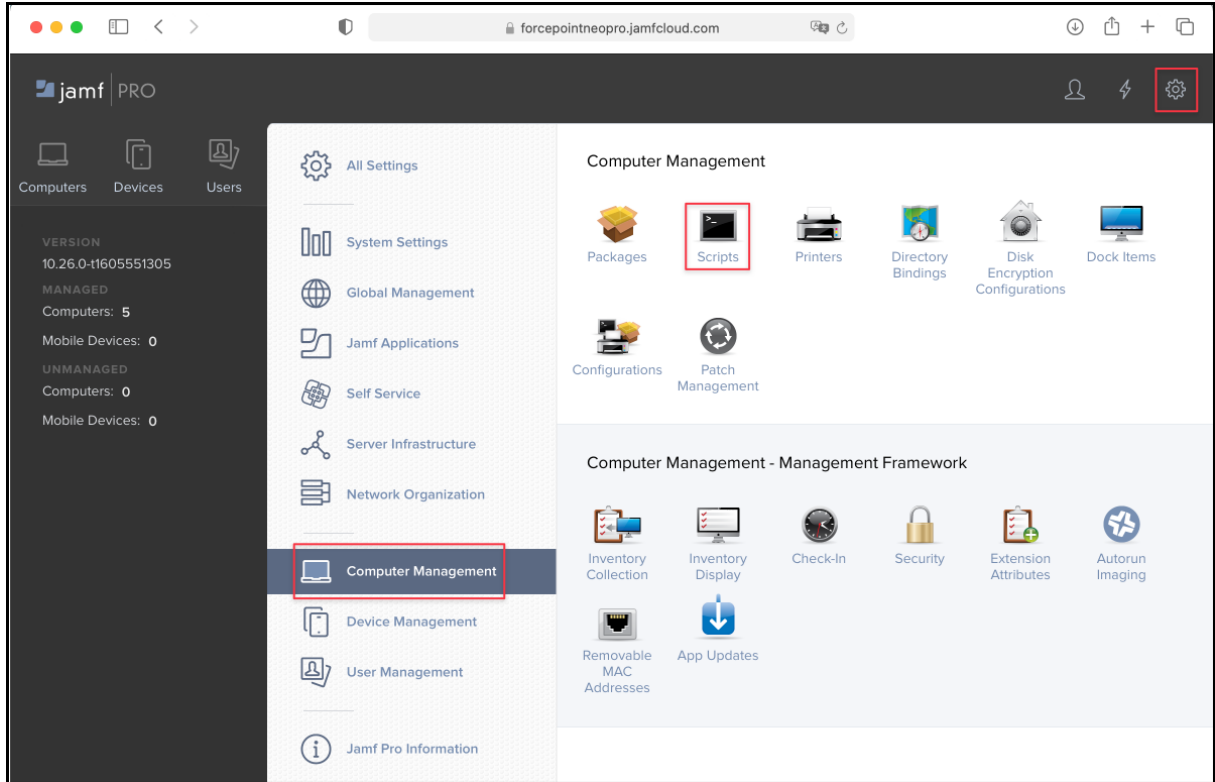 forcepointneopro.jamfcloud.com
jamf PRO
Computers Devices Users
VERSION
10.26.0-t1605551305
MANAGED
Computers: 5
Mobile Devices: 0
UNMANAGED
Computers: 0
Mobile Devices: 0
All Settings
System Settings
Global Management
Jamf Applications
Self Service
Server Infrastructure
Network Organization
Computer Management
Device Management
User Management
Jamf Pro Information
Computer Management
Packages
Scripts
Printers
Directory
Bindings
Disk
Encryption
Configurations
Dock Items
Configurations
Patch
Management
Computer Management - Management Framework
Inventory
Collection
Inventory
Display
Check-In
Security
Extension
Attributes
Autorun
Imaging
Removable
MAC
Addresses
App Updates